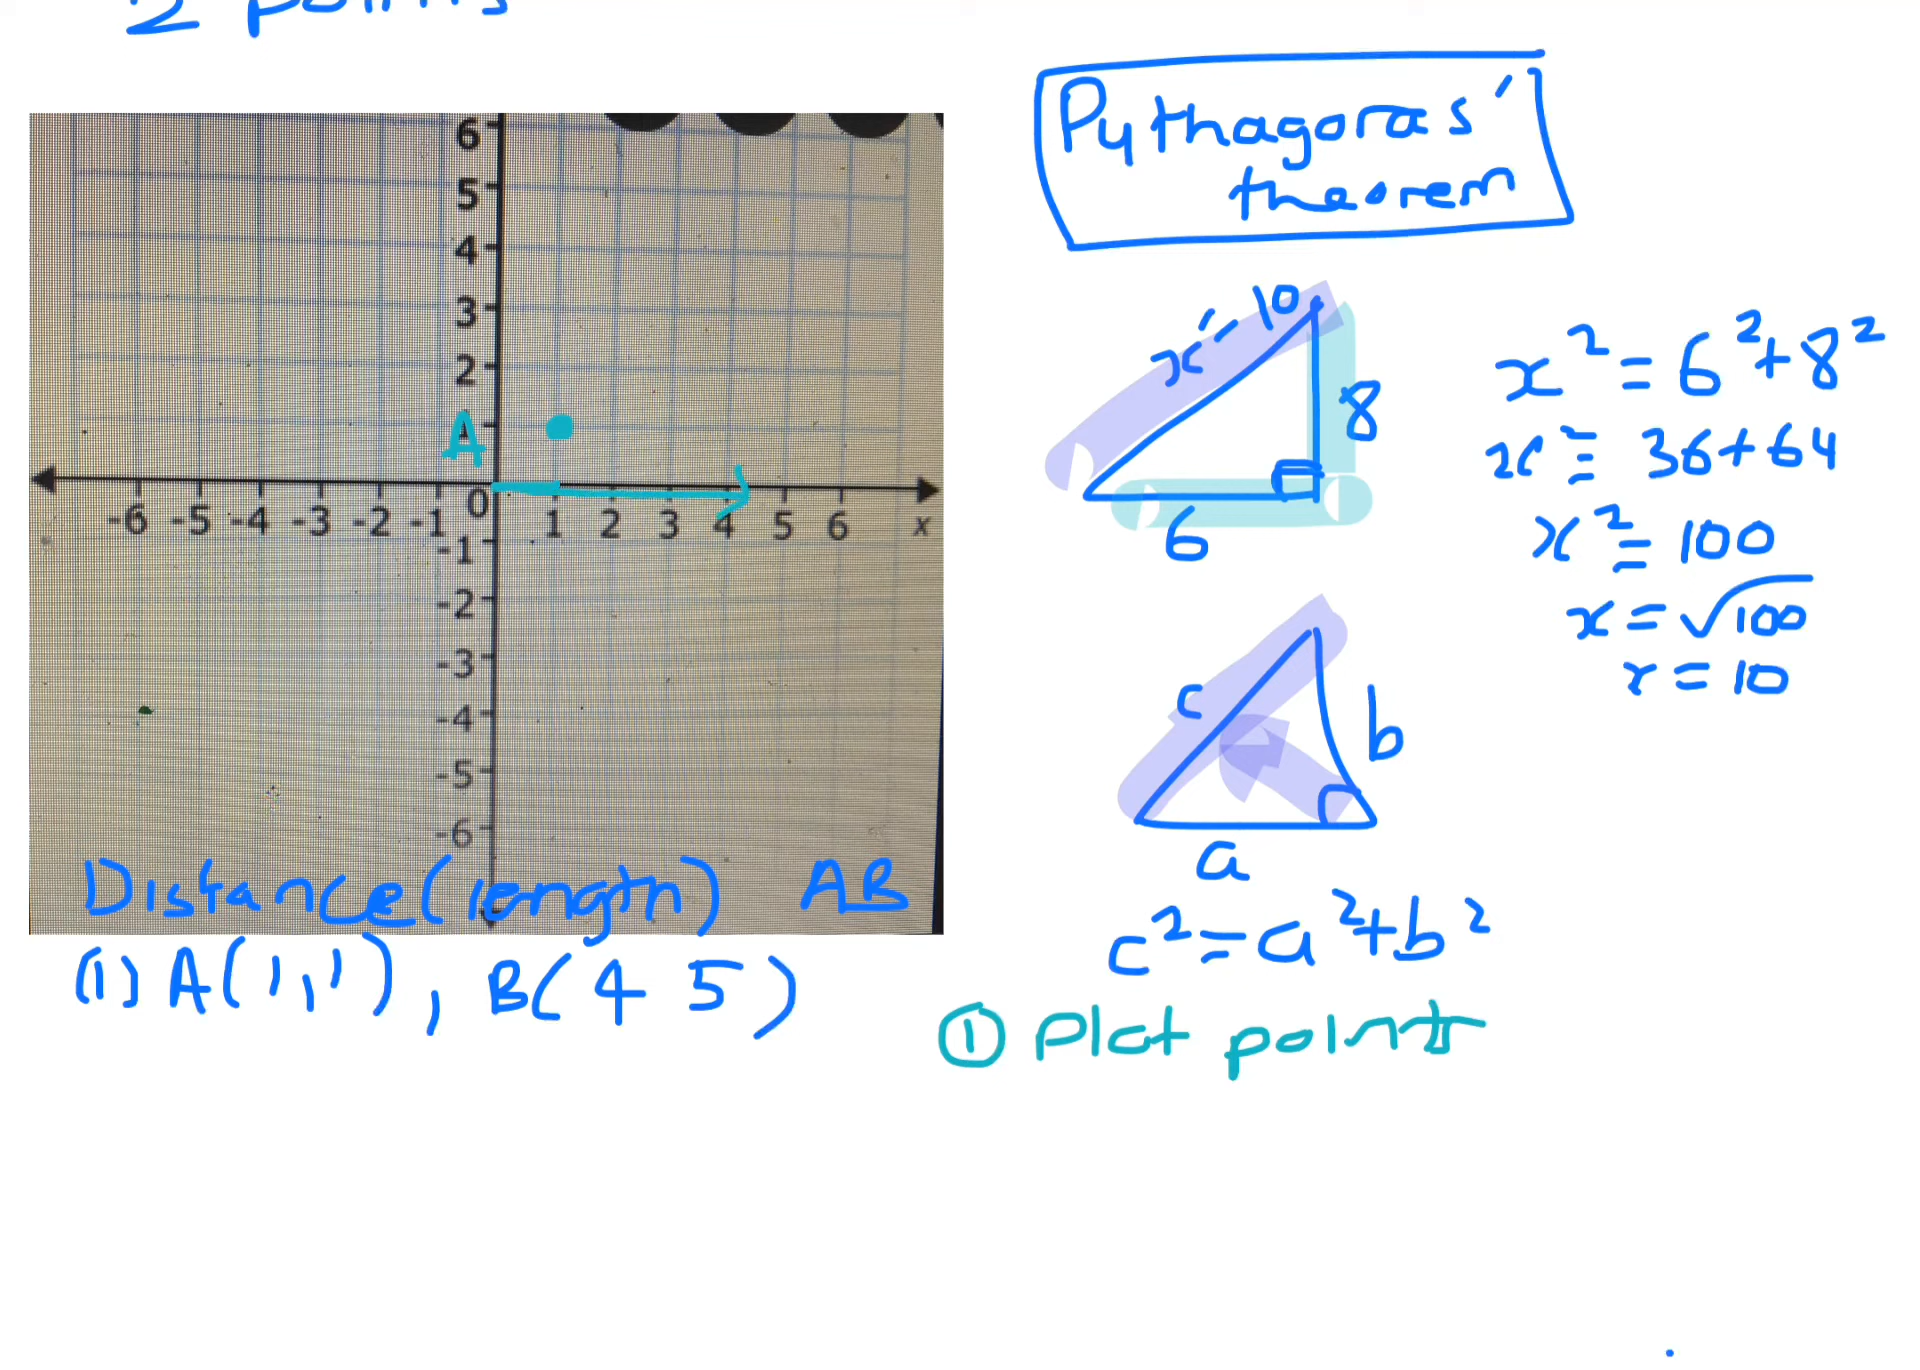 2 points
Pythagoras'
theorem
6
5
4
3
2
A
0
-6 -5 -4 -3 -2 -1 1 2 3 4 5 6 x
-1
-2
-3
-4
-5
-6
x 10
8
6
x² = 6² + 8²
x² = 36 + 64
x² = 100
x = √100
x = 10
c
b
a
c² = a² + b²
Distance (length) AB
(1) A(1,1), B(4 5)
① Plot points